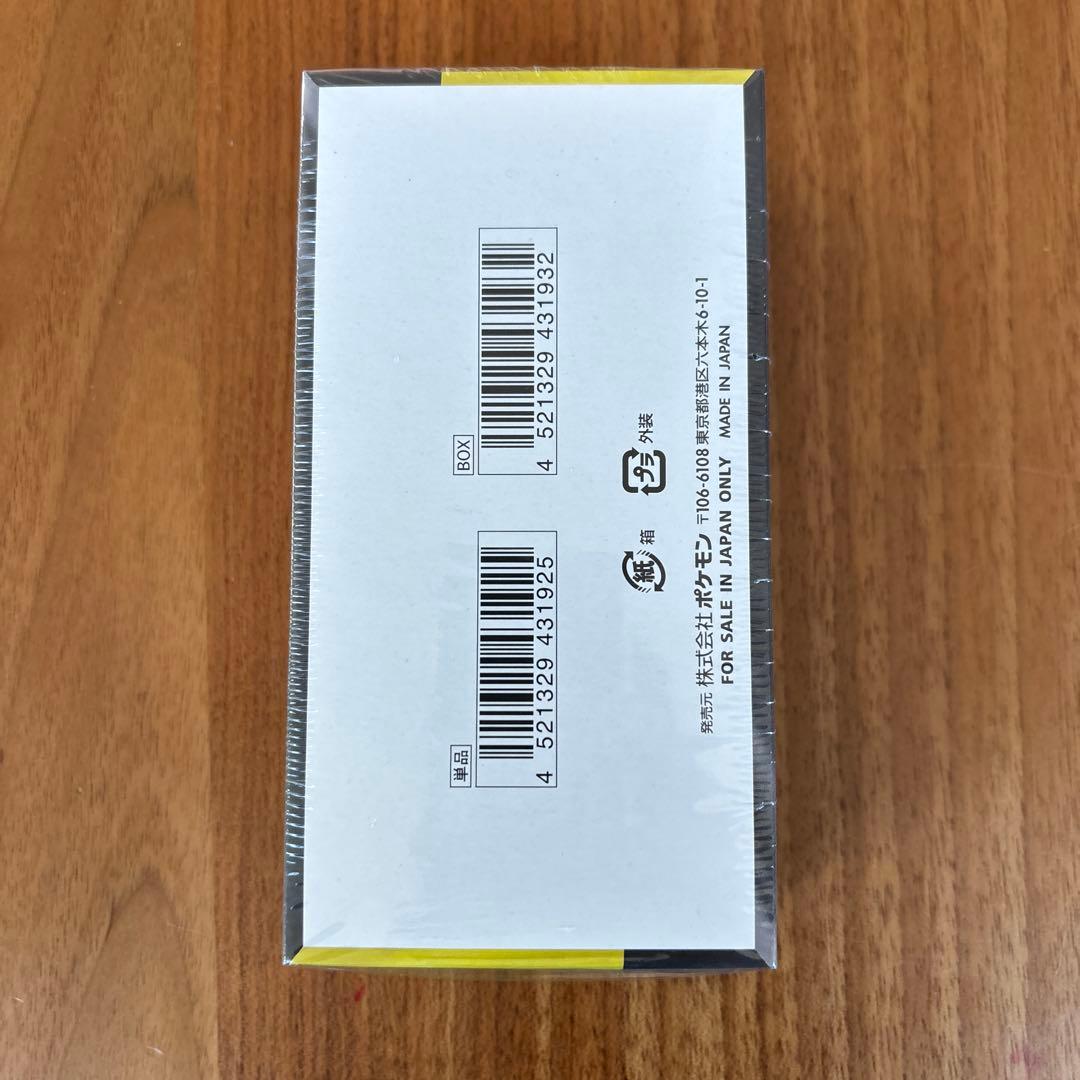 単品
4 521329 431925
BOX
4 521329 431932
紙 箱
プラ 外装
発売元 株式会社ポケモン 〒106-6108 東京都港区六本木6-10-1
FOR SALE IN JAPAN ONLY MADE IN JAPAN